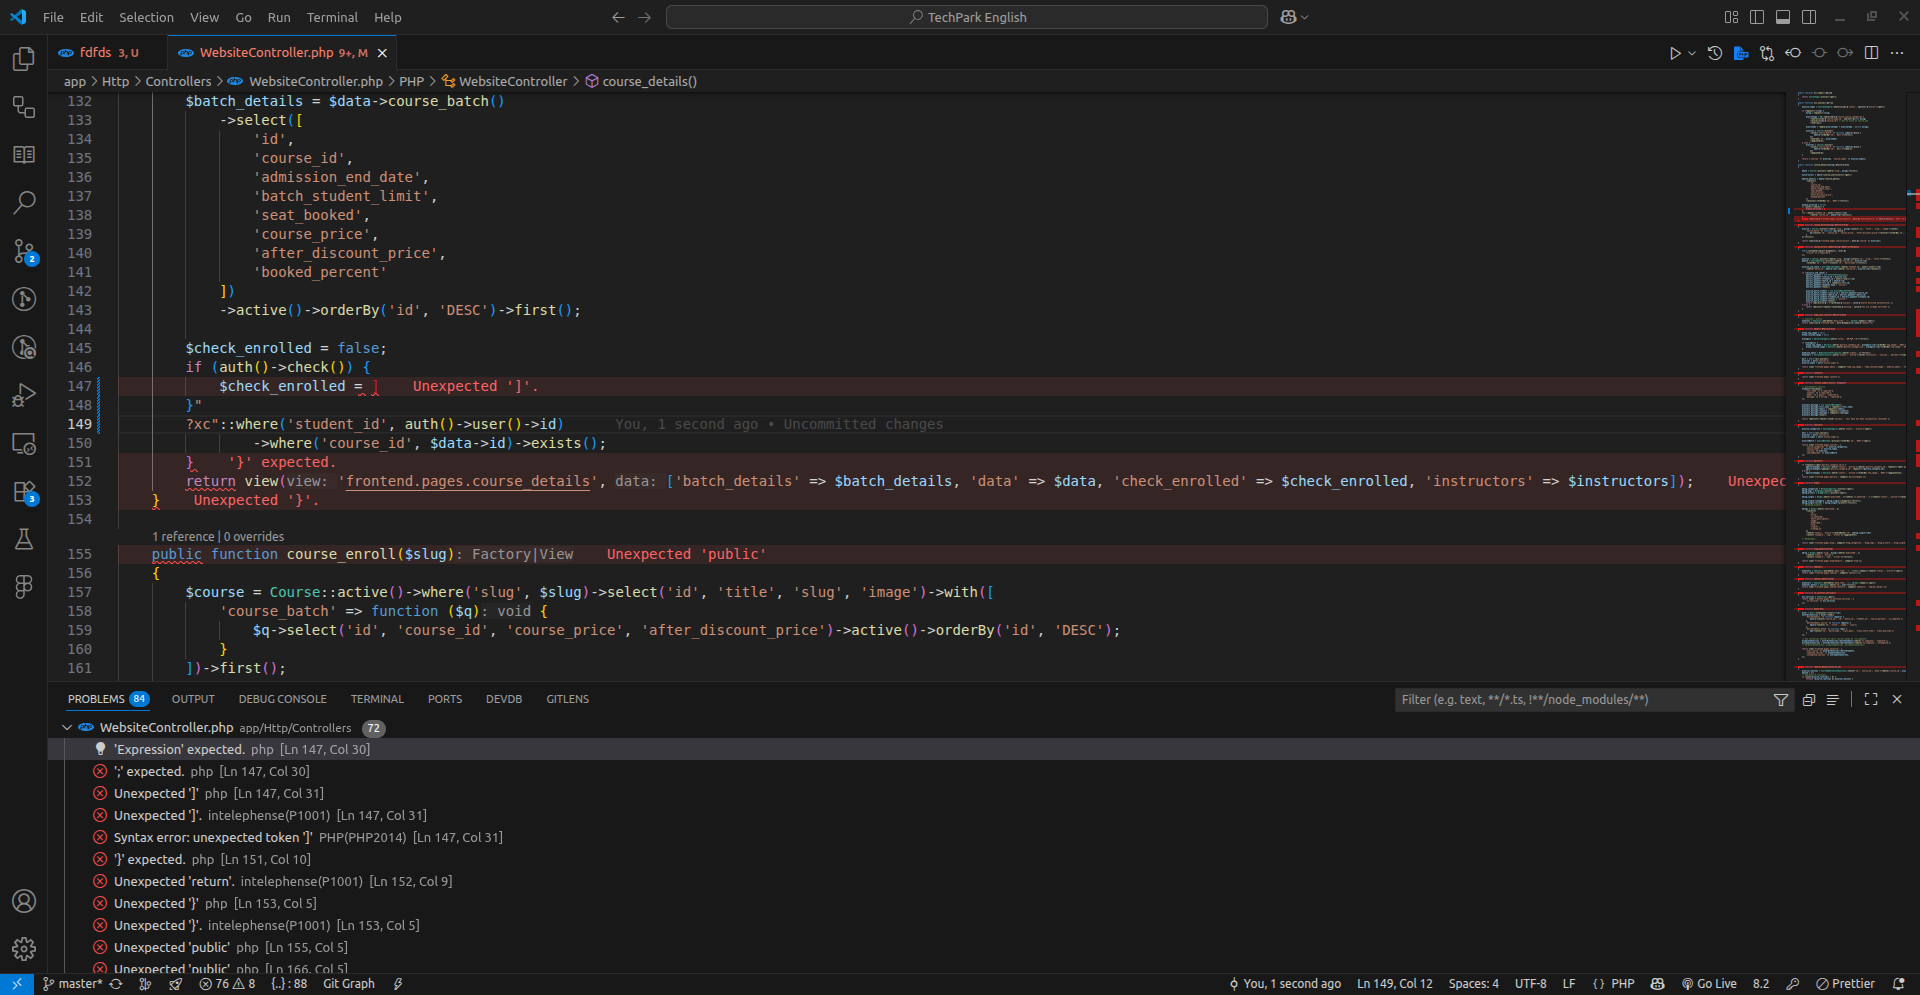 File Edit Selection View Go Run Terminal Help
TechPark English
fdfds 3, U
WebsiteController.php 9+, M
app > Http > Controllers > WebsiteController.php > PHP > WebsiteController > course_details()
132 $batch_details = $data->course_batch()
133 ->select([
134 'id',
135 'course_id',
136 'admission_end_date',
137 'batch_student_limit',
138 'seat_booked',
139 'course_price',
140 'after_discount_price',
141 'booked_percent'
142 ])
143 ->active()->orderBy('id', 'DESC')->first();
144
145 $check_enrolled = false;
146 if (auth()->check()) {
147 $check_enrolled = ] Unexpected ']'.
148 }"
149 ?xc"::where('student_id', auth()->user()->id) You, 1 second ago • Uncommitted changes
150 ->where('course_id', $data->id)->exists();
151 } '}' expected.
152 return view(view: 'frontend.pages.course_details', data: ['batch_details' => $batch_details, 'data' => $data, 'check_enrolled' => $check_enrolled, 'instructors' => $instructors]); Unexpec
153 } Unexpected '}'.
154
1 reference | 0 overrides
155 public function course_enroll($slug): Factory|View Unexpected 'public'
156 {
157 $course = Course::active()->where('slug', $slug)->select('id', 'title', 'slug', 'image')->with([
158 'course_batch' => function ($q): void {
159 $q->select('id', 'course_id', 'course_price', 'after_discount_price')->active()->orderBy('id', 'DESC');
160 }
161 ])->first();
PROBLEMS 84 OUTPUT DEBUG CONSOLE TERMINAL PORTS DEVDB GITLENS
Filter (e.g. text, **/*.ts, !**/node_modules/**)
WebsiteController.php app/Http/Controllers 72
'Expression' expected. php [Ln 147, Col 30]
';' expected. php [Ln 147, Col 30]
Unexpected ']' php [Ln 147, Col 31]
Unexpected ']'. intelephense(P1001) [Ln 147, Col 31]
Syntax error: unexpected token ']' PHP(PHP2014) [Ln 147, Col 31]
'}' expected. php [Ln 151, Col 10]
Unexpected 'return'. intelephense(P1001) [Ln 152, Col 9]
Unexpected '}' php [Ln 153, Col 5]
Unexpected '}'. intelephense(P1001) [Ln 153, Col 5]
Unexpected 'public' php [Ln 155, Col 5]
Unexpected 'public' php [Ln 166, Col 5]
2
3
master* 76 8 {..} : 88 Git Graph
You, 1 second ago Ln 149, Col 12 Spaces: 4 UTF-8 LF { } PHP Go Live 8.2 Prettier